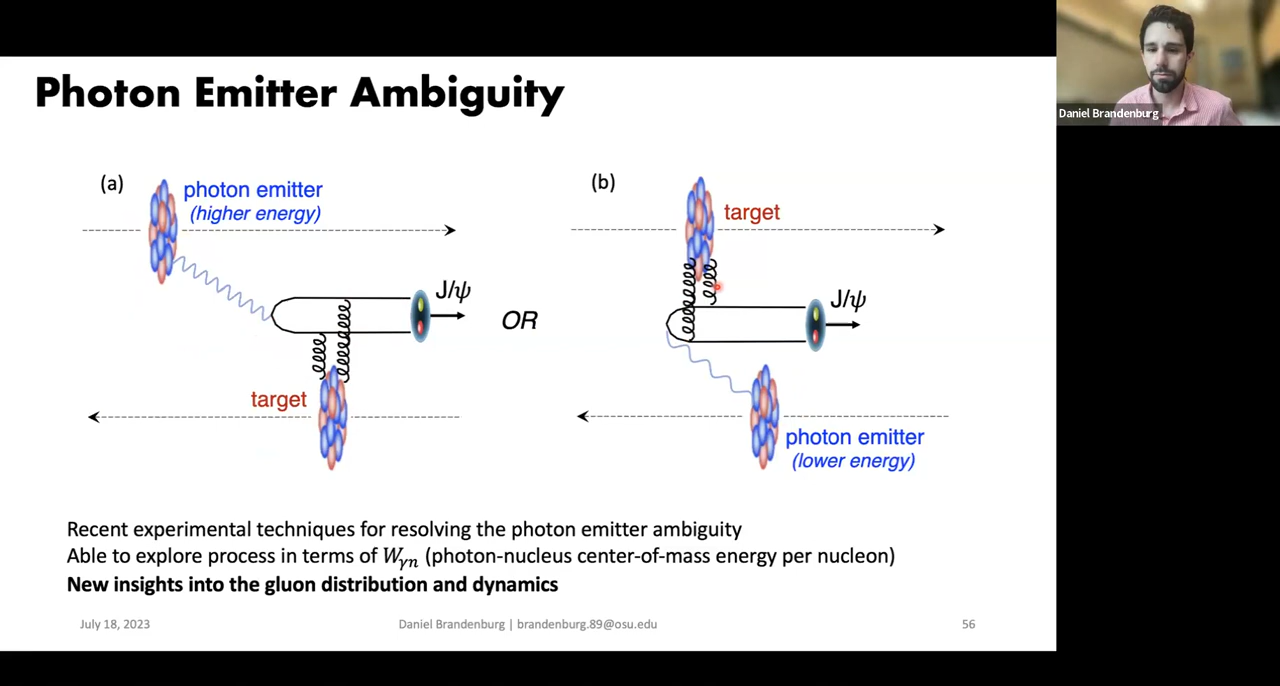 Photon Emitter Ambiguity
Daniel Brandenburg
(a)
photon emitter
(higher energy)
J/ψ
target
OR
(b)
target
J/ψ
photon emitter
(lower energy)
Recent experimental techniques for resolving the photon emitter ambiguity
Able to explore process in terms of Wγn (photon-nucleus center-of-mass energy per nucleon)
New insights into the gluon distribution and dynamics
July 18, 2023
Daniel Brandenburg | brandenburg.89@osu.edu
56